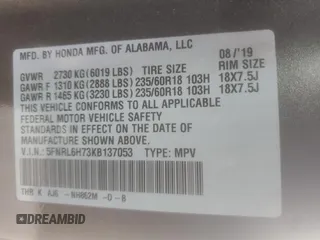 MFD. BY HONDA MFG. OF ALABAMA, LLC
08/'19
GVWR 2730 KG(6019 LBS) TIRE SIZE RIM SIZE
GAWR F 1310 KG(2888 LBS) 235/60R18 103H 18X7.5J
GAWR R 1465 KG(3230 LBS) 235/60R18 103H 18X7.5J
THIS VEHICLE CONFORMS TO ALL APPLICABLE
FEDERAL MOTOR VEHICLE SAFETY
STANDARDS IN EFFECT ON THE DATE OF
MANUFACTURE SHOWN ABOVE.
V.I.N.: 5FNRL6H73KB137053 TYPE: MPV
THR K -NH862M -D -B
DREAMBID